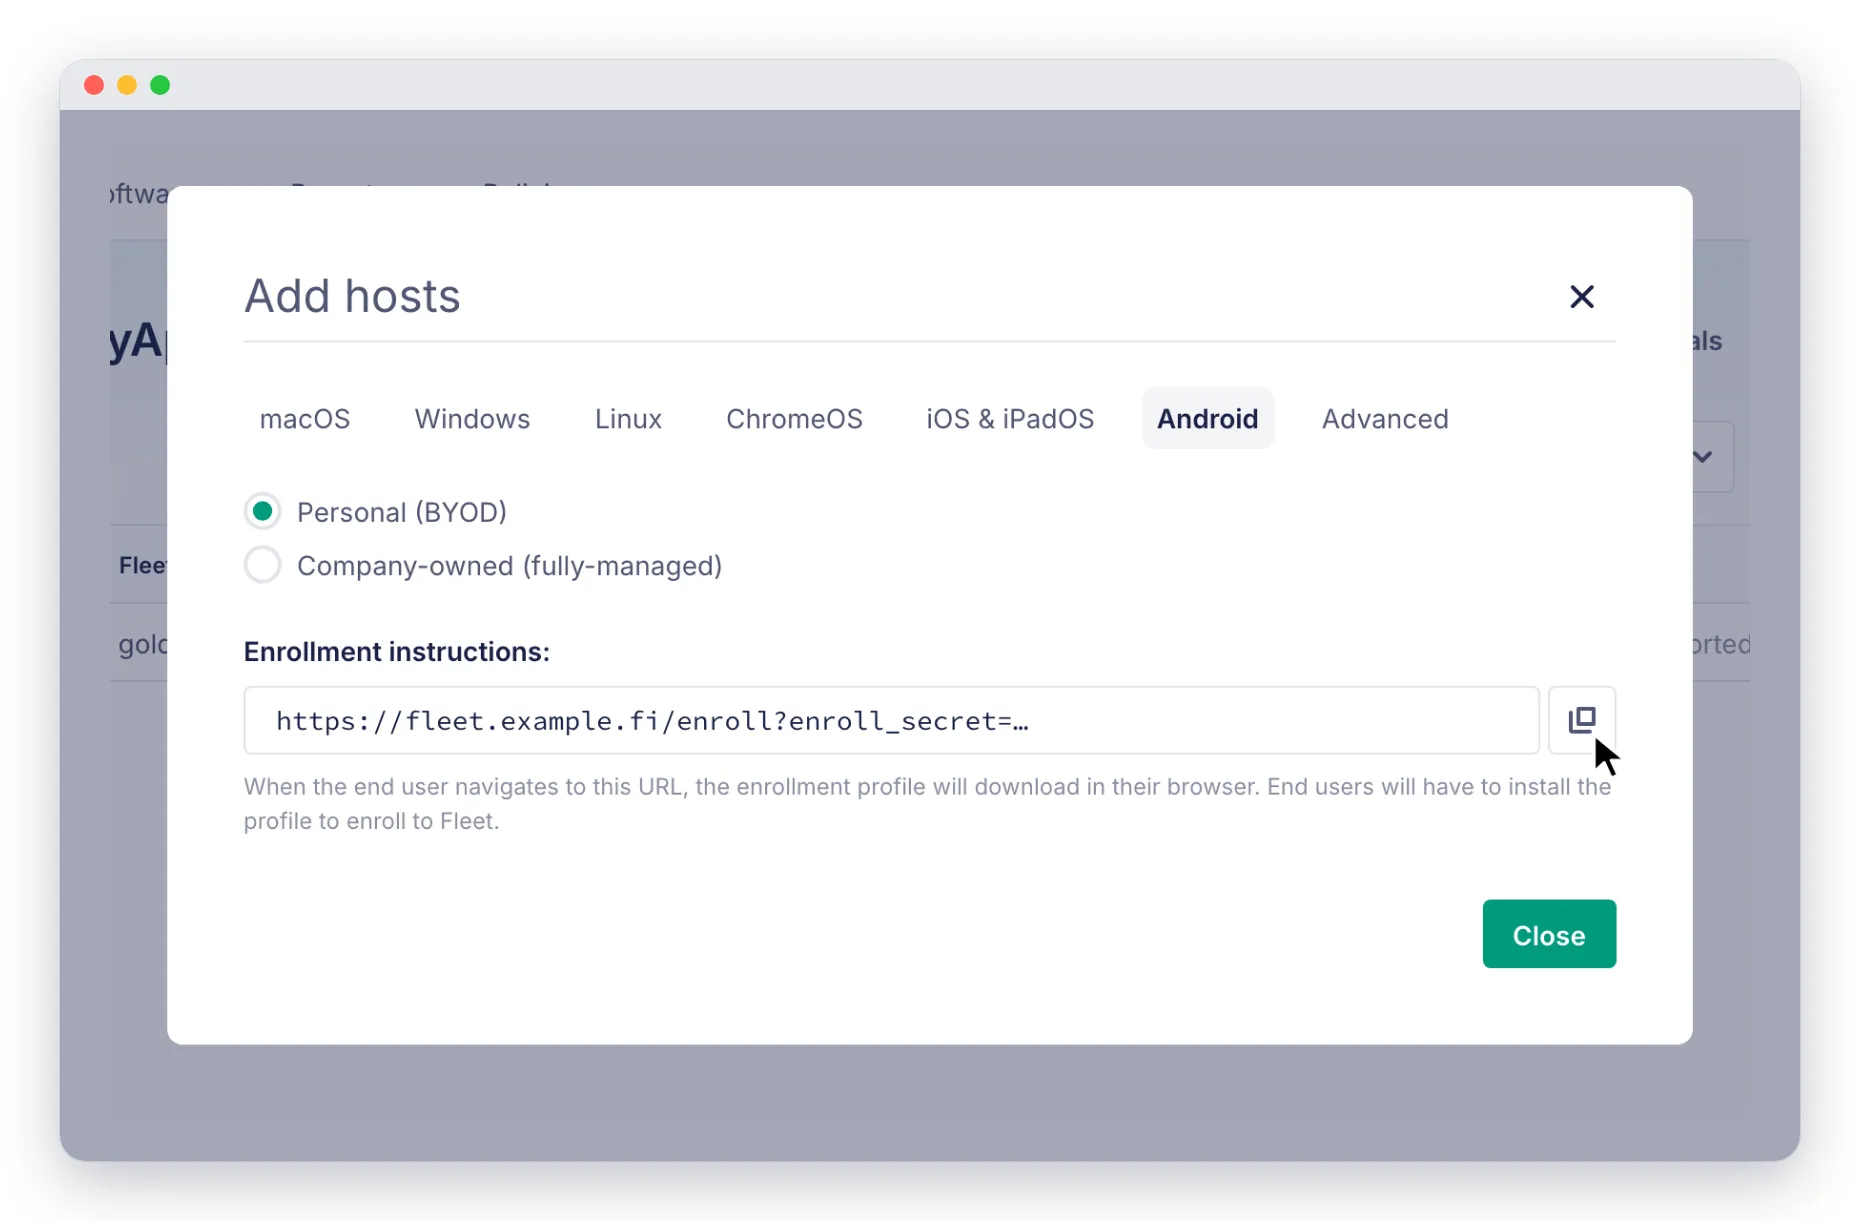 Add hosts
macOS Windows Linux ChromeOS iOS & iPadOS Android Advanced
Personal (BYOD)
Company-owned (fully-managed)
Enrollment instructions:
https://fleet.example.fi/enroll?enroll_secret=…
When the end user navigates to this URL, the enrollment profile will download in their browser. End users will have to install the
profile to enroll to Fleet.
Close